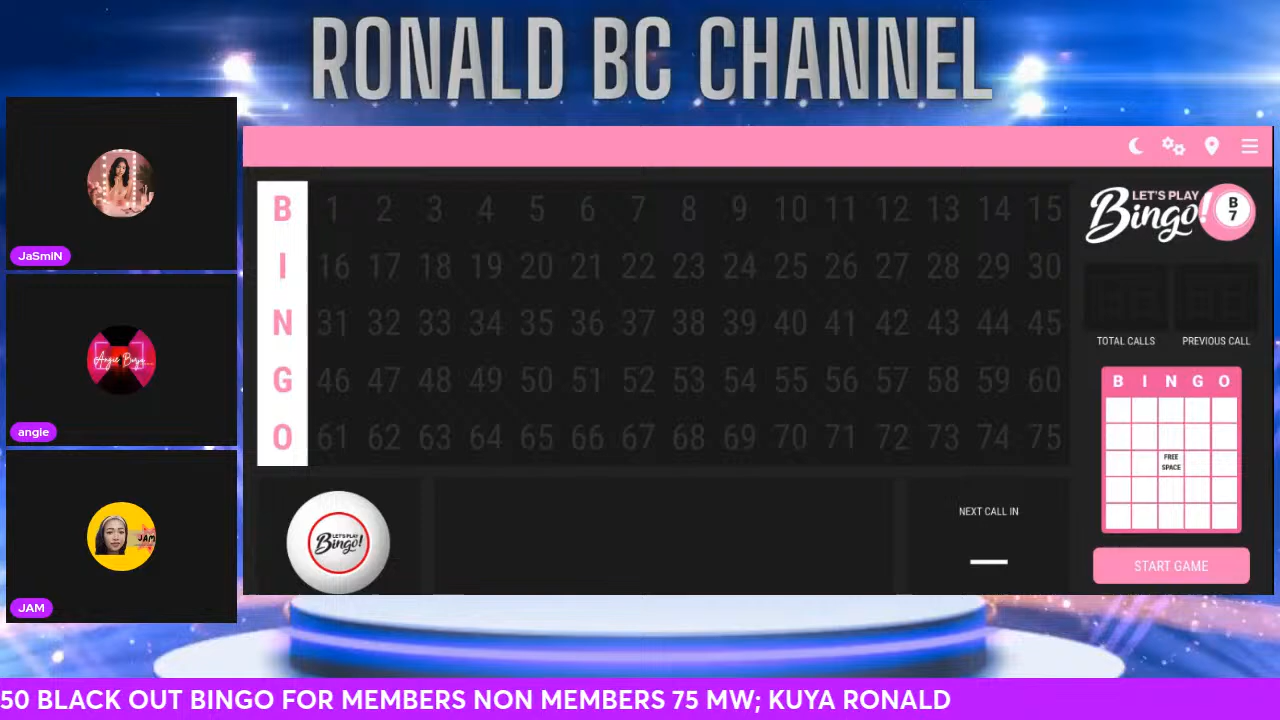 RONALD BC CHANNEL
JaSmIN
angIe
Angie Borja...
JAM
JAM
B 1 2 3 4 5 6 7 8 9 10 11 12 13 14 15
I 16 17 18 19 20 21 22 23 24 25 26 27 28 29 30
N 31 32 33 34 35 36 37 38 39 40 41 42 43 44 45
G 46 47 48 49 50 51 52 53 54 55 56 57 58 59 60
O 61 62 63 64 65 66 67 68 69 70 71 72 73 74 75
LET'S PLAY
Bingo!
B
7
TOTAL CALLS PREVIOUS CALL
B I N G O
FREE
SPACE
LET'S PLAY
Bingo!
NEXT CALL IN
START GAME
50 BLACK OUT BINGO FOR MEMBERS NON MEMBERS 75 MW; KUYA RONALD